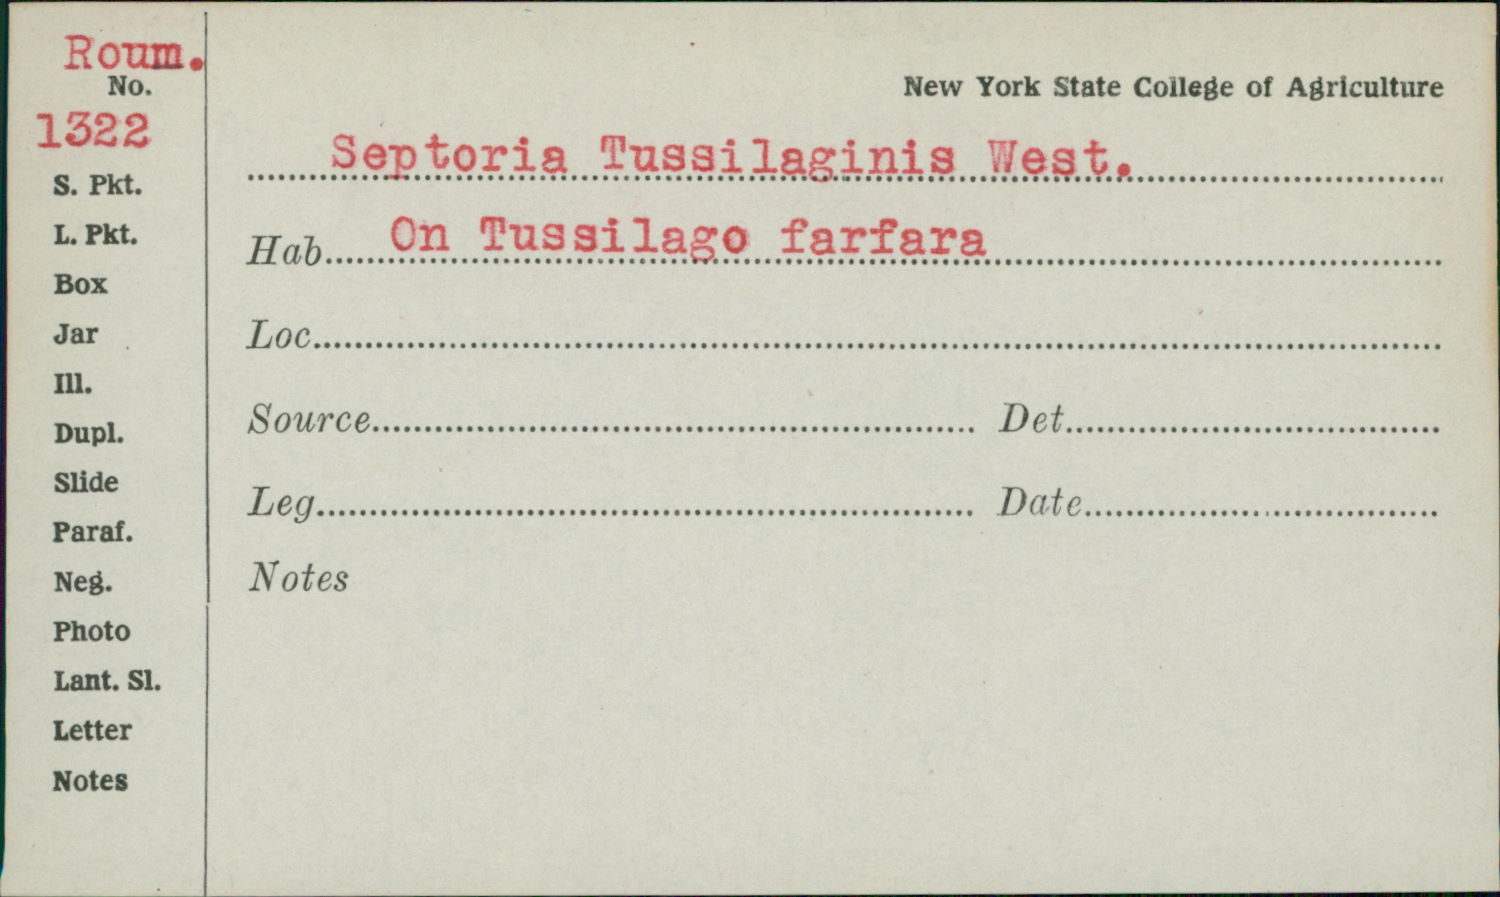 Roum.
No.
1322
S. Pkt.
L. Pkt.
Box
Jar
Ill.
Dupl.
Slide
Paraf.
Neg.
Photo
Lant. Sl.
Letter
Notes
New York State College of Agriculture
Septoria Tussilaginis West.
Hab. On Tussilago farfara
Loc.
Source Det.
Leg. Date
Notes